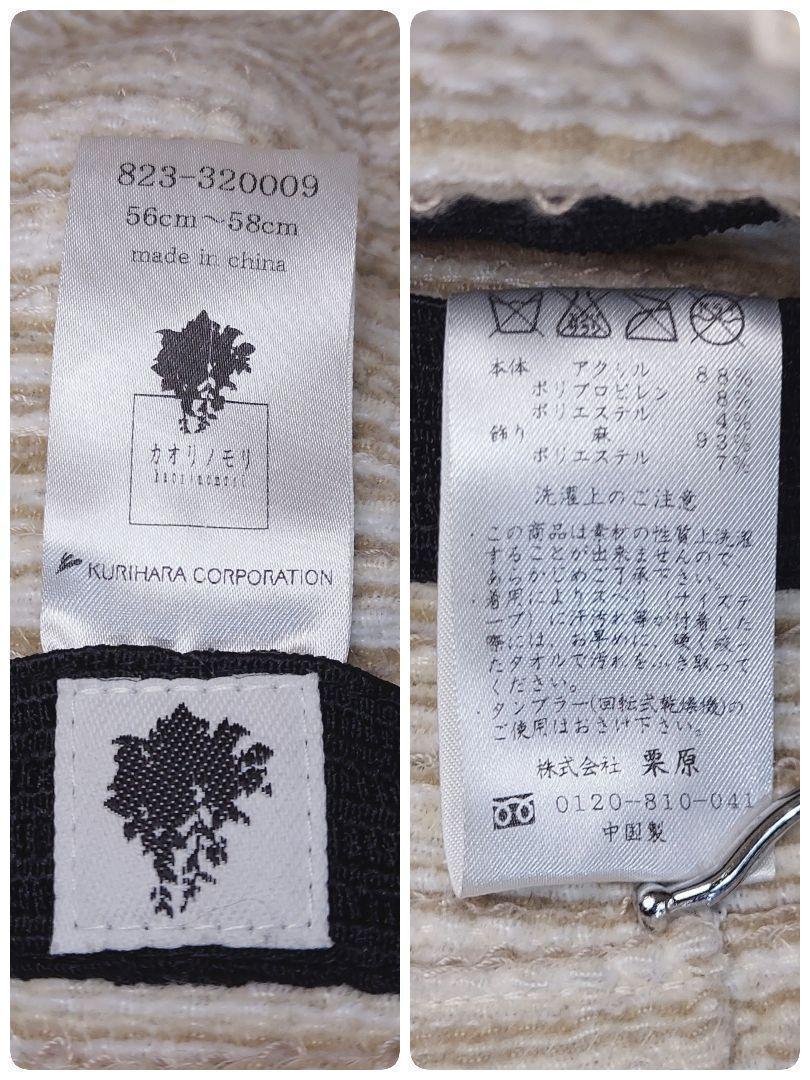 823-320009
56cm～58cm
made in china
カオリノモリ
kaorinomori
KURIHARA CORPORATION
本体 アクリル 88%
ポリプロピレン 8%
ポリエステル 4%
飾り 麻 93%
ポリエステル 7%
洗濯上のご注意
・この商品は素材の性質上洗濯
することが出来ませんので
あらかじめご了承下さい。
・着用によりスベリ(サイズテ
ープ)に汗汚れ等が付着した
際には、お早めに、硬く絞っ
たタオルで汚れをふき取って
ください。
・タンブラー(回転式乾燥機)の
ご使用はおさけ下さい。
株式会社 栗原
0120-810-041
中国製